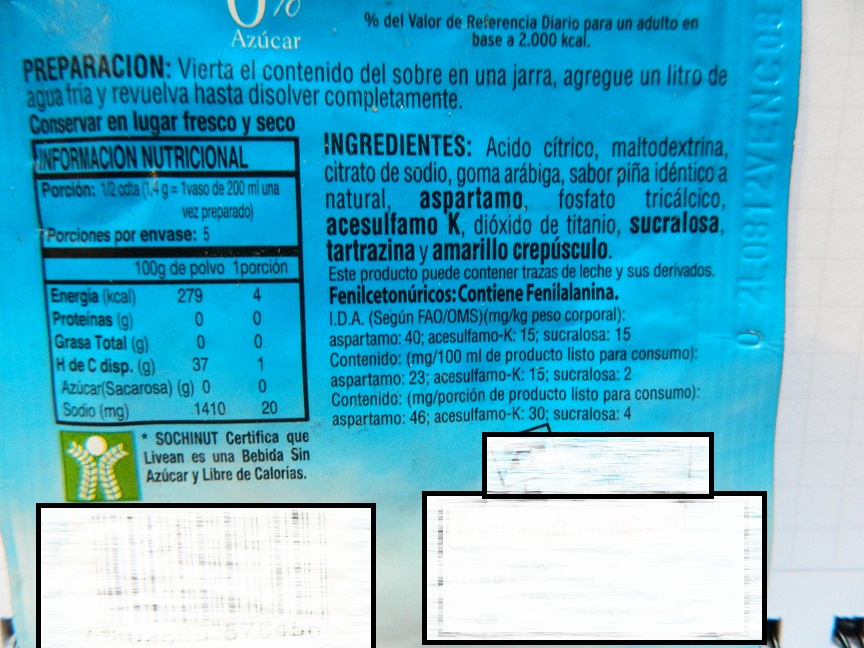 0%
Azúcar
% del Valor de Referencia Diario para un adulto en
base a 2.000 kcal.
PREPARACION: Vierta el contenido del sobre en una jarra, agregue un litro de
agua fria y revuelva hasta disolver completamente.
Conservar en lugar fresco y seco
INFORMACION NUTRICIONAL
Porción: 1/2 cdta (1,4 g = 1vaso de 200 ml una
vez preparado)
Porciones por envase: 5
100g de polvo 1porción
Energía (kcal) 279 4
Proteínas (g) 0 0
Grasa Total (g) 0 0
H de C disp. (g) 37 1
Azúcar(Sacarosa) (g) 0 0
Sodio (mg) 1410 20
* SOCHINUT Certifica que
Livean es una Bebida Sin
Azúcar y Libre de Calorías.
INGREDIENTES: Acido cítrico, maltodextrina,
citrato de sodio, goma arábiga, sabor piña idéntico a
natural, aspartamo, fosfato tricálcico,
acesulfamo K, dióxido de titanio, sucralosa,
tartrazina y amarillo crepúsculo.
Este producto puede contener trazas de leche y sus derivados.
Fenilcetonúricos: Contiene Fenilalanina.
I.D.A. (Según FAO/OMS)(mg/kg peso corporal):
aspartamo: 40; acesulfamo-K: 15; sucralosa: 15
Contenido: (mg/100 ml de producto listo para consumo):
aspartamo: 23; acesulfamo-K: 15; sucralosa: 2
Contenido: (mg/porción de producto listo para consumo):
aspartamo: 46; acesulfamo-K: 30; sucralosa: 4